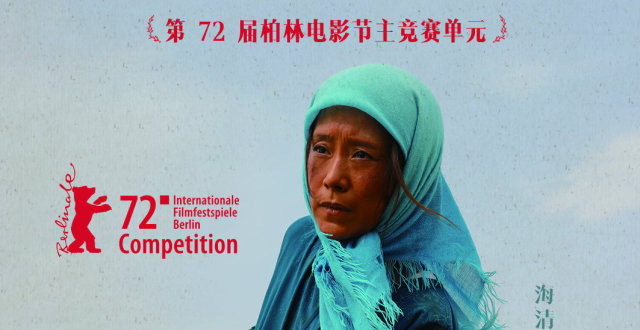 第 72 届柏林电影节主竞赛单元
Berlinale
72
Internationale
Filmfestspiele
Berlin
Competition
海清